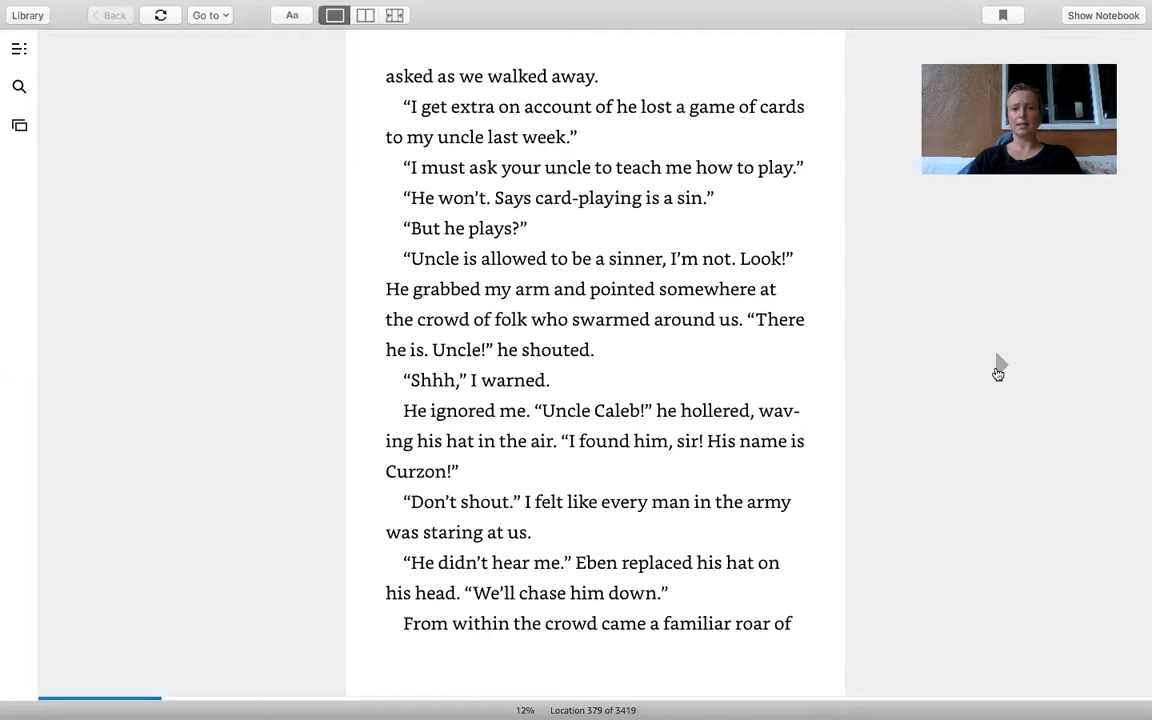 Library
Back
Go to
Aa
Show Notebook
asked as we walked away.
“I get extra on account of he lost a game of cards
to my uncle last week.”
“I must ask your uncle to teach me how to play.”
“He won’t. Says card-playing is a sin.”
“But he plays?”
“Uncle is allowed to be a sinner, I’m not. Look!”
He grabbed my arm and pointed somewhere at
the crowd of folk who swarmed around us. “There
he is. Uncle!” he shouted.
“Shhh,” I warned.
He ignored me. “Uncle Caleb!” he hollered, wav-
ing his hat in the air. “I found him, sir! His name is
Curzon!”
“Don’t shout.” I felt like every man in the army
was staring at us.
“He didn’t hear me.” Eben replaced his hat on
his head. “We’ll chase him down.”
From within the crowd came a familiar roar of
12% Location 379 of 3419